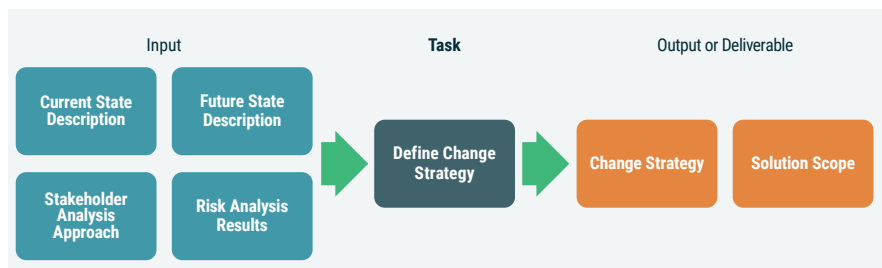 Input
Task
Output or Deliverable
Current State
Description
Future State
Description
Stakeholder
Analysis
Approach
Risk Analysis
Results
Define Change
Strategy
Change Strategy
Solution Scope